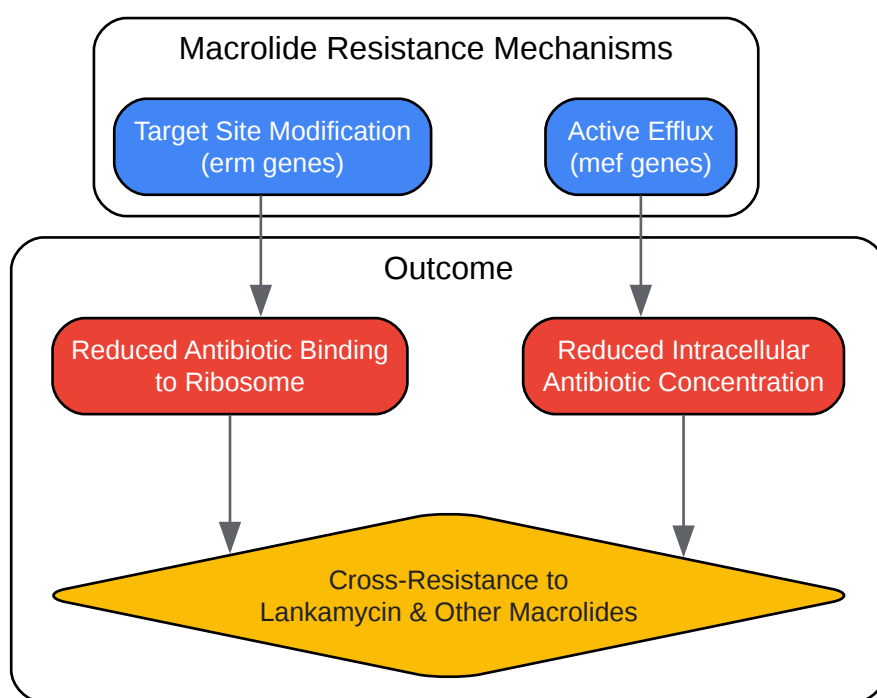 Macrolide Resistance Mechanisms
Target Site Modification
(erm genes)
Active Efflux
(mef genes)
Outcome
Reduced Antibiotic Binding
to Ribosome
Reduced Intracellular
Antibiotic Concentration
Cross-Resistance to
Lankamycin & Other Macrolides